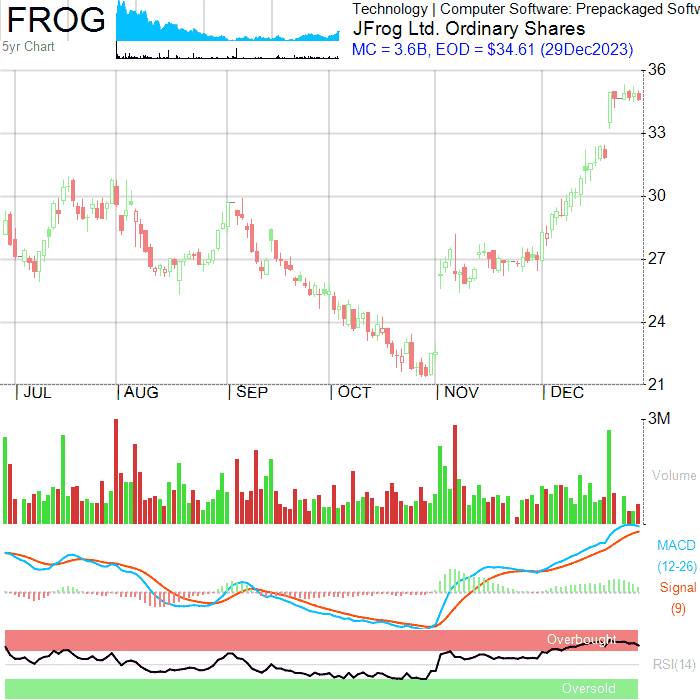 FROG
5yr Chart
Technology | Computer Software: Prepackaged Softw
JFrog Ltd. Ordinary Shares
MC = 3.6B, EOD = $34.61 (29Dec2023)
36
33
30
27
24
21
| JUL | AUG | SEP | OCT | NOV | DEC
3M
Volume
MACD
(12-26)
Signal
(9)
Overbought
RSI(14)
Oversold